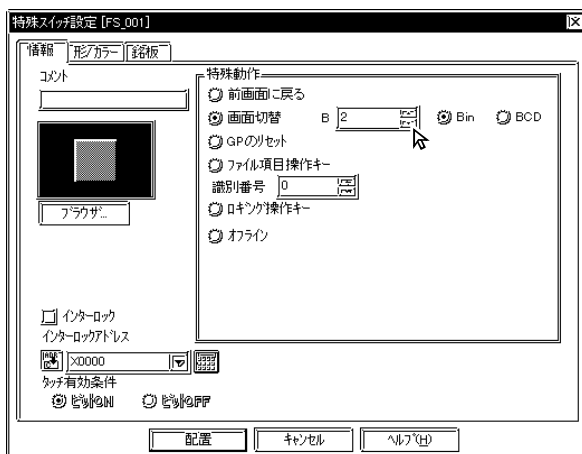 特殊スイッチ設定 [FS_001]
情報 形/カラー 銘板
コメント
特殊動作
前画面に戻る
画面切替 B 2 Bin BCD
GPのリセット
ファイル項目操作キー
識別番号 0
ロギング操作キー
オフライン
ブラウザ...
インターロック
インターロックアドレス
X0000
タッチ有効条件
ビットON ビットOFF
配置 キャンセル ヘルプ(H)